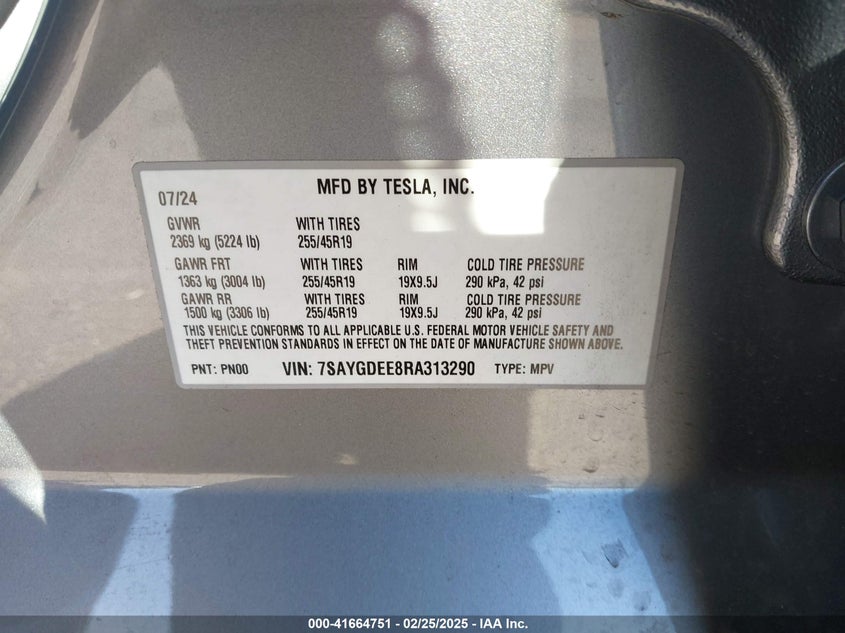 MFD BY TESLA, INC.
07/24
GVWR WITH TIRES
2369 kg (5224 lb) 255/45R19
GAWR FRT WITH TIRES RIM COLD TIRE PRESSURE
1363 kg (3004 lb) 255/45R19 19X9.5J 290 kPa, 42 psi
GAWR RR WITH TIRES RIM COLD TIRE PRESSURE
1500 kg (3306 lb) 255/45R19 19X9.5J 290 kPa, 42 psi
THIS VEHICLE CONFORMS TO ALL APPLICABLE U.S. FEDERAL MOTOR VEHICLE SAFETY AND
THEFT PREVENTION STANDARDS IN EFFECT ON THE DATE OF MANUFACTURE SHOWN ABOVE.
PNT: PN00 VIN: 7SAYGDEE8RA313290 TYPE: MPV
000-41664751 - 02/25/2025 - IAA Inc.